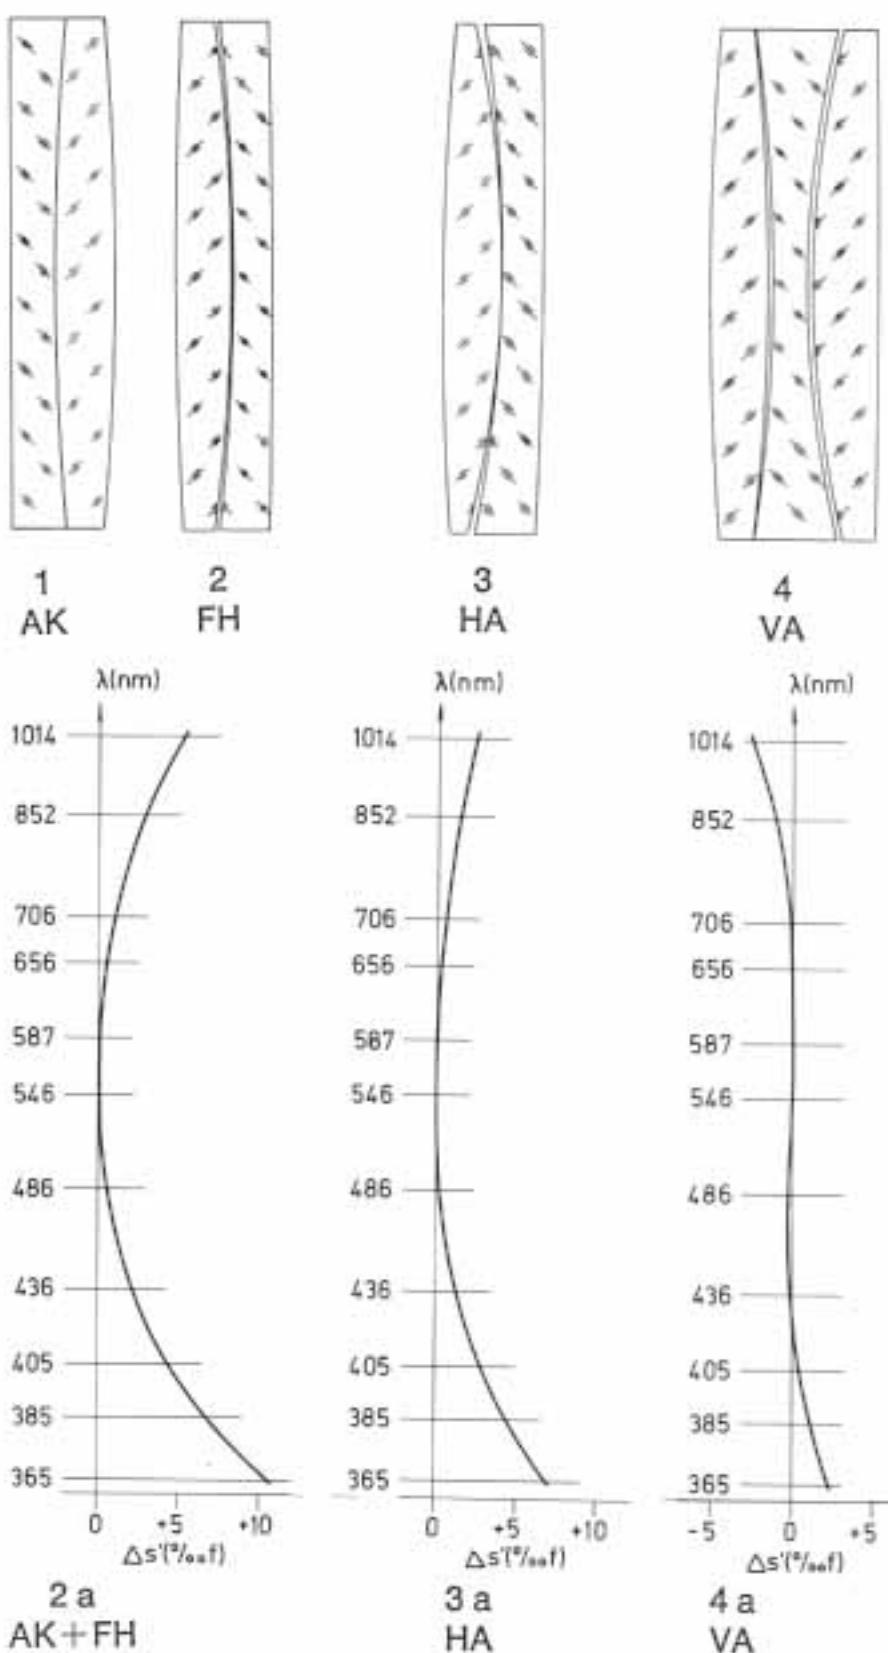 1 2 3 4
AK FH HA VA
λ(nm) λ(nm) λ(nm)
1014 1014 1014
852 852 852
706 706 706
656 656 656
587 587 587
546 546 546
486 486 486
436 436 436
405 405 405
385 385 385
365 365 365
0 +5 +10 0 +5 +10 -5 0 +5
Δs'(‰f) Δs'(‰f) Δs'(‰f)
2a 3a 4a
AK+FH HA VA